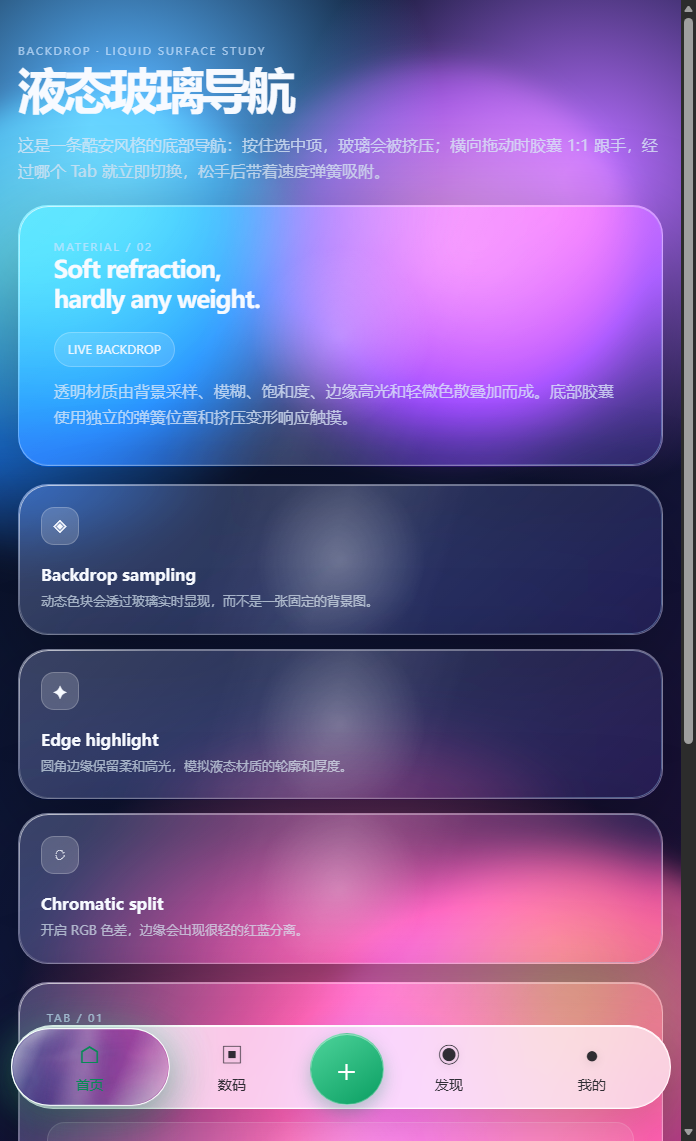 BACKDROP · LIQUID SURFACE STUDY
液态玻璃导航
这是一条酷安风格的底部导航：按住选中项，玻璃会被挤压；横向拖动时胶囊 1:1 跟手，经
过哪个 Tab 就立即切换，松手后带着速度弹簧吸附。
MATERIAL / 02
Soft refraction,
hardly any weight.
LIVE BACKDROP
透明材质由背景采样、模糊、饱和度、边缘高光和轻微色散叠加而成。底部胶囊
使用独立的弹簧位置和挤压变形响应触摸。
Backdrop sampling
动态色块会透过玻璃实时显现，而不是一张固定的背景图。
Edge highlight
圆角边缘保留柔和高光，模拟液态材质的轮廓和厚度。
Chromatic split
开启 RGB 色差，边缘会出现很轻的红蓝分离。
TAB / 01
首页
数码
+
发现
我的